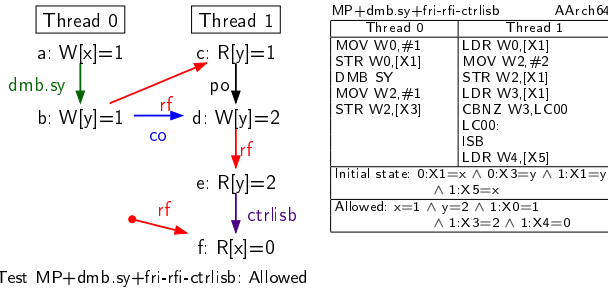 Thread 0
Thread 1
a: W[x]=1
c: R[y]=1
dmb.sy
po
rf
b: W[y]=1
d: W[y]=2
co
rf
e: R[y]=2
ctrlisb
rf
f: R[x]=0
Test MP+dmb.sy+fri-rfi-ctrlisb: Allowed
MP+dmb.sy+fri-rfi-ctrlisb AArch64
Thread 0 Thread 1
MOV W0,#1 LDR W0,[X1]
STR W0,[X1] MOV W2,#2
DMB SY STR W2,[X1]
MOV W2,#1 LDR W3,[X1]
STR W2,[X3] CBNZ W3,LC00
LC00:
ISB
LDR W4,[X5]
Initial state: 0:X1=x ∧ 0:X3=y ∧ 1:X1=y
∧ 1:X5=x
Allowed: x=1 ∧ y=2 ∧ 1:X0=1
∧ 1:X3=2 ∧ 1:X4=0